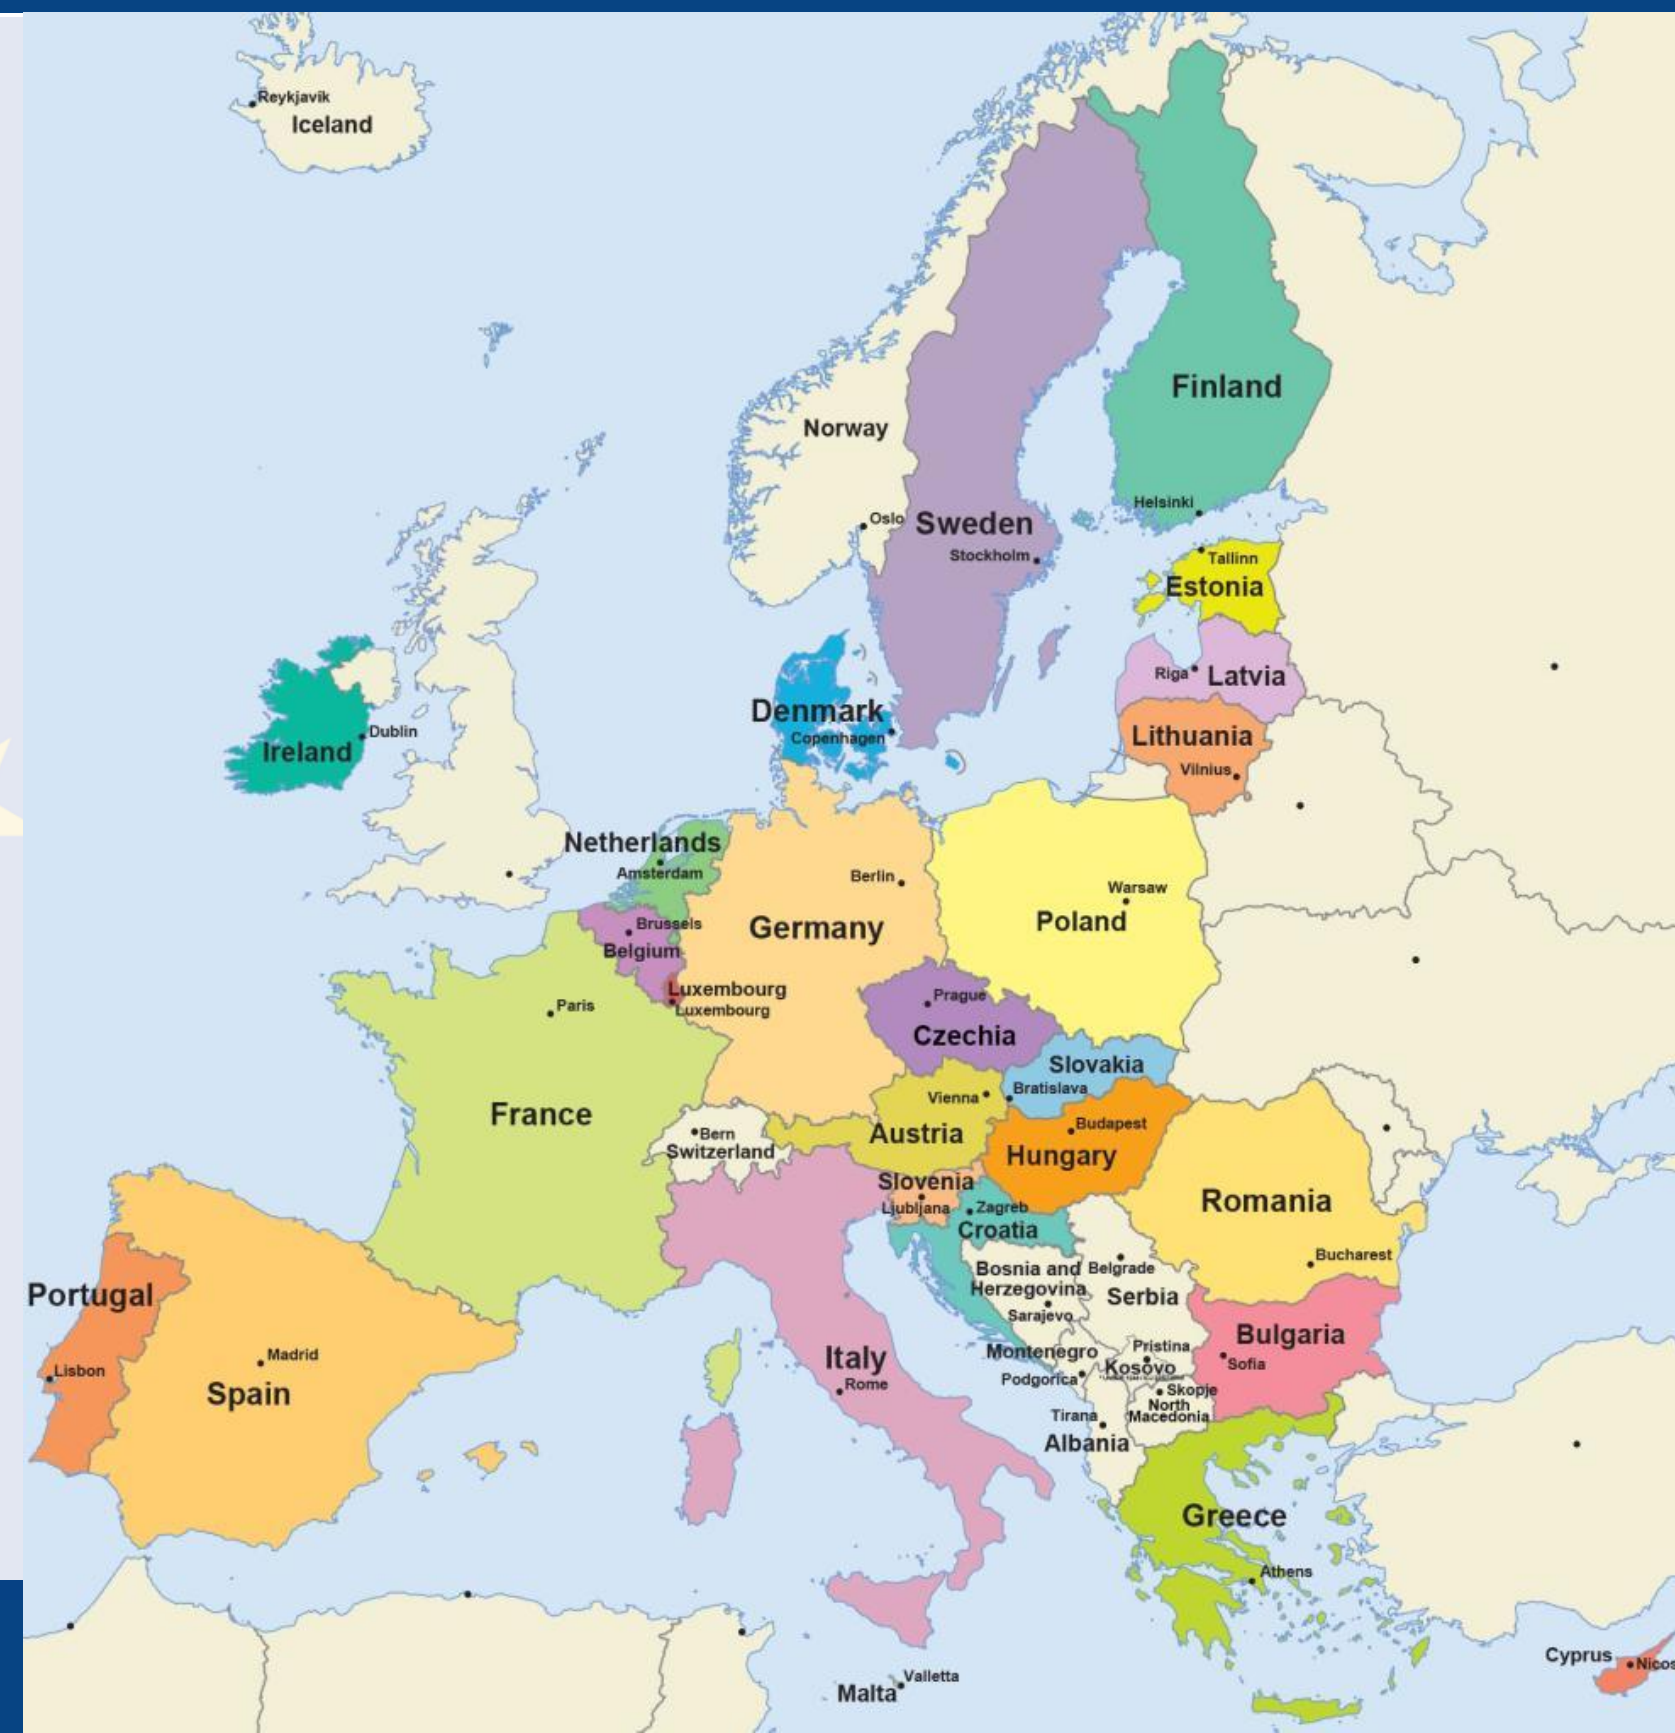 Reykjavík
Iceland
Finland
Norway
Helsinki
Oslo
Sweden
Stockholm
Tallinn
Estonia
Riga
Latvia
Denmark
Copenhagen
Dublin
Ireland
Lithuania
Vilnius
Netherlands
Amsterdam
Berlin
Warsaw
Poland
Germany
Brussels
Belgium
Luxembourg
Luxembourg
Paris
Prague
Czechia
Slovakia
Bratislava
Vienna
France
Austria
Budapest
Hungary
Bern
Switzerland
Slovenia
Ljubljana
Zagreb
Croatia
Romania
Bucharest
Bosnia and
Herzegovina
Sarajevo
Belgrade
Serbia
Portugal
Lisbon
Madrid
Spain
Italy
Rome
Bulgaria
Sofia
Montenegro
Podgorica
Pristina
Kosovo
Skopje
North
Macedonia
Tirana
Albania
Greece
Athens
Cyprus
Nicos
Valletta
Malta